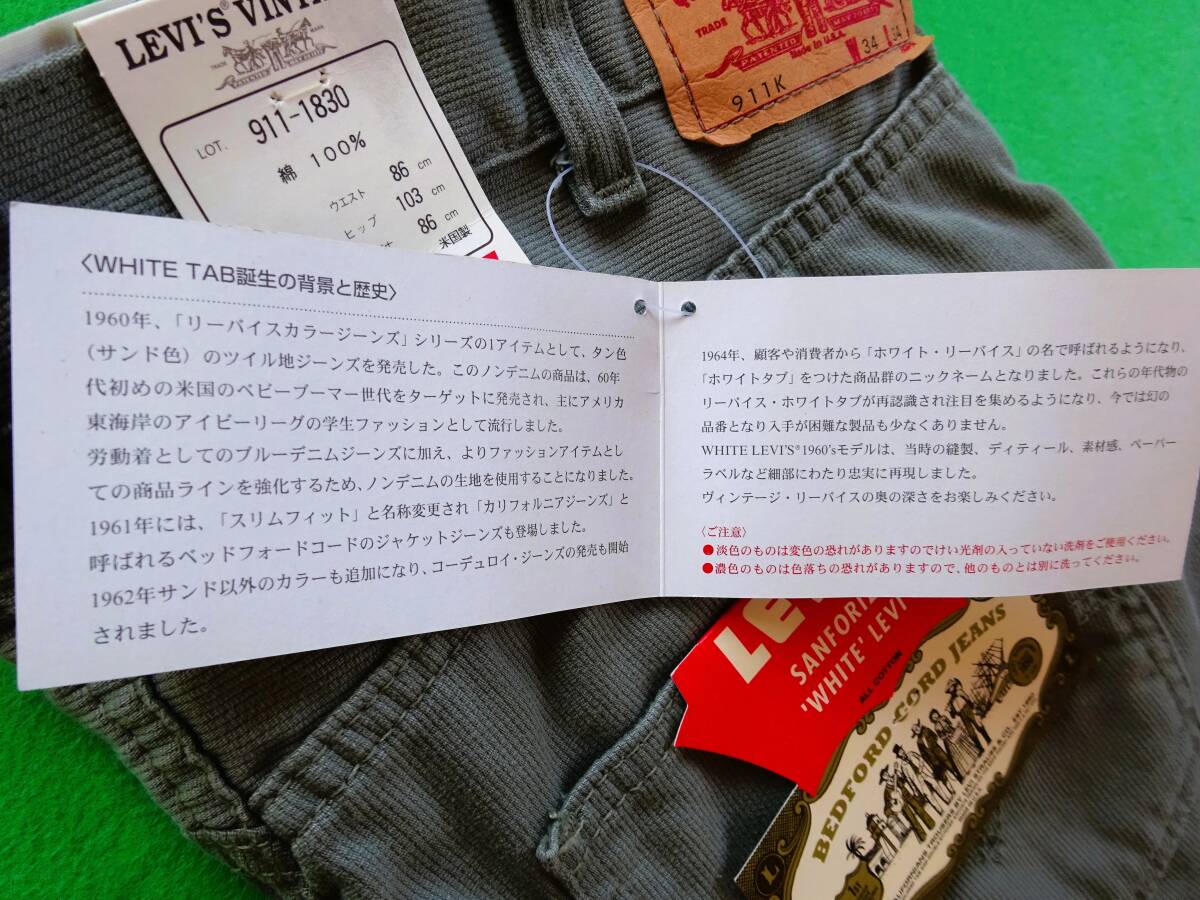 LEVI'S® VINTA
TRADE
MARK
LOT. 911-1830
綿 100%
ウエスト 86 cm
ヒップ 103 cm
86 cm
米国製
TRADE
PATENTED
MAY
Made in U.S.A.
34 34
911K
〈WHITE TAB誕生の背景と歴史〉
1960年、「リーバイスカラージーンズ」シリーズの1アイテムとして、タン色
(サンド色) のツイル地ジーンズを発売した。このノンデニムの商品は、60年
代初めの米国のベビーブーマー世代をターゲットに発売され、主にアメリカ
東海岸のアイビーリーグの学生ファッションとして流行しました。
労動着としてのブルーデニムジーンズに加え、よりファッションアイテムとし
ての商品ラインを強化するため、ノンデニムの生地を使用することになりました。
1961年には、「スリムフィット」と名称変更され「カリフォルニアジーンズ」と
呼ばれるベッドフォードコードのジャケットジーンズも登場しました。
1962年サンド以外のカラーも追加になり、コーデュロイ・ジーンズの発売も開始
されました。
1964年、顧客や消費者から「ホワイト・リーバイス」の名で呼ばれるようになり、
「ホワイトタブ」をつけた商品群のニックネームとなりました。これらの年代物の
リーバイス・ホワイトタブが再認識され注目を集めるようになり、今では幻の
品番となり入手が困難な製品も少なくありません。
WHITE LEVI'S®1960'sモデルは、当時の縫製、ディティール、素材感、ペーパー
ラベルなど細部にわたり忠実に再現しました。
ヴィンテージ・リーバイスの奥の深さをお楽しみください。
〈ご注意〉
●淡色のものは変色の恐れがありますのでけい光剤の入っていない洗剤をご使用ください。
●濃色のものは色落ちの恐れがありますので、他のものとは別に洗ってください。
LE
SANFORIZ
'WHITE' LEVI
ALL COTTON
BEDFORD CORD JEANS
L